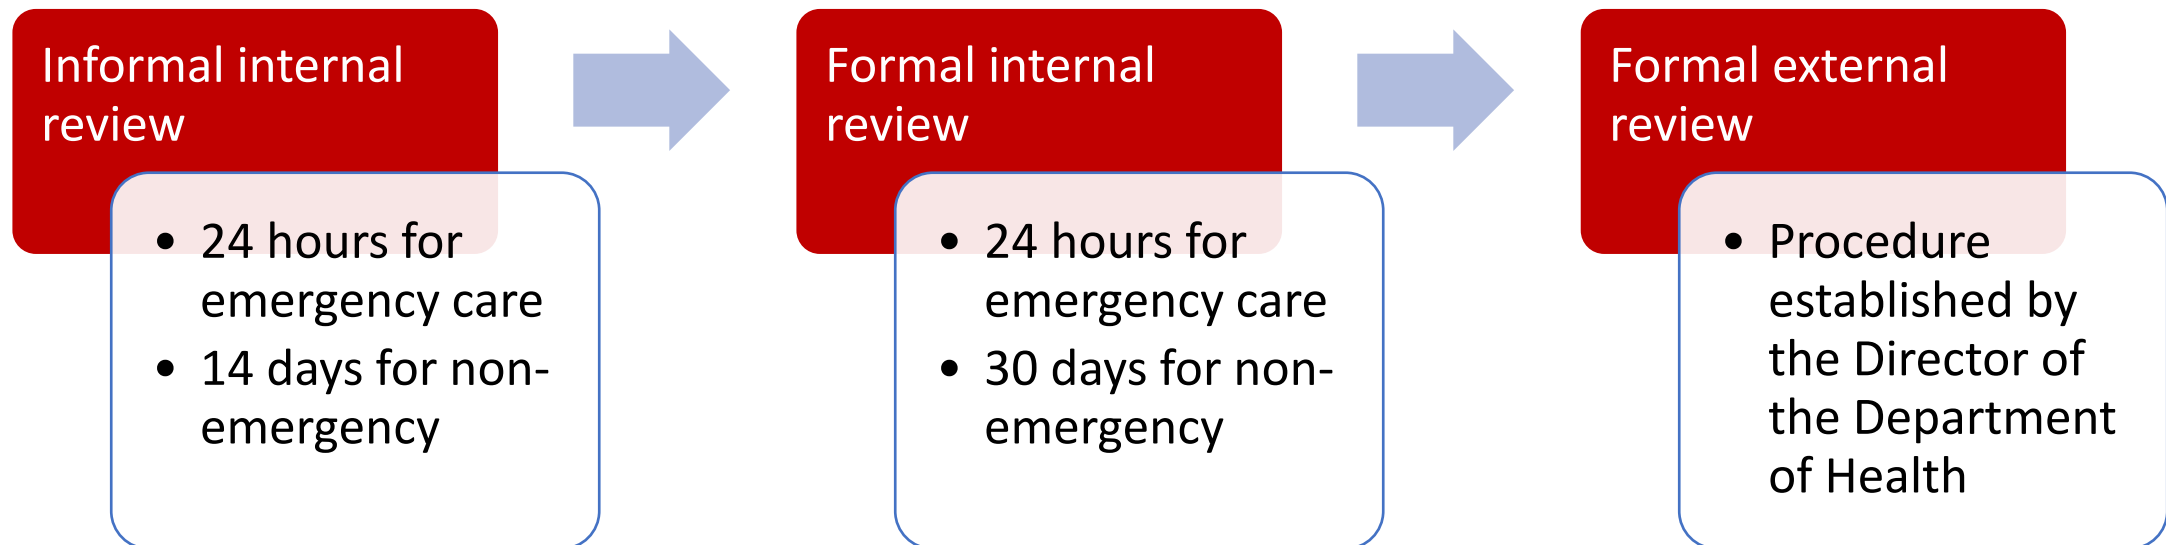 Informal internal
review
• 24 hours for
emergency care
• 14 days for non-
emergency
Formal internal
review
• 24 hours for
emergency care
• 30 days for non-
emergency
Formal external
review
• Procedure
established by
the Director of
the Department
of Health